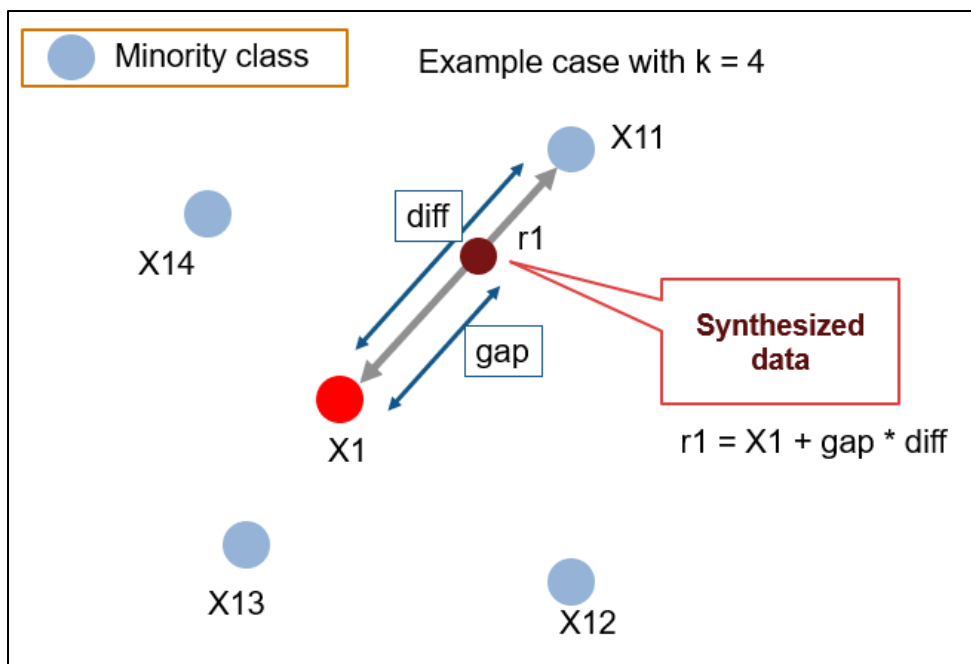 Minority class
Example case with k = 4
X11
diff
r1
X14
Synthesized
data
gap
X1
r1 = X1 + gap * diff
X13
X12